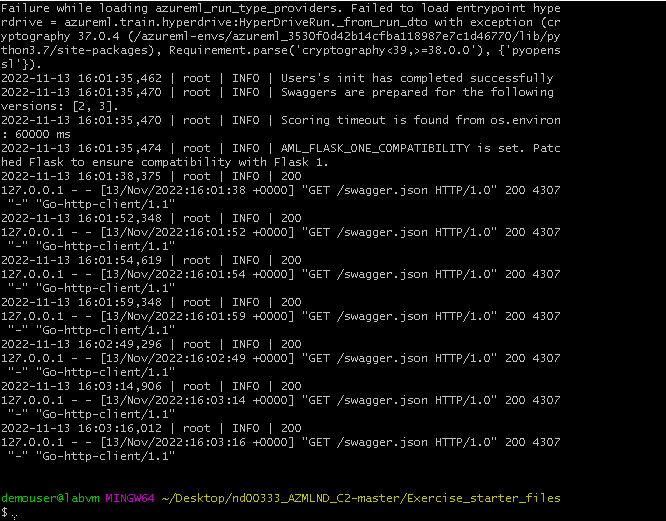 Failure while loading azureml_run_type_providers. Failed to load entrypoint hype
rdrive = azureml.train.hyperdrive:HyperDriveRun._from_run_dto with exception (cr
yptography 37.0.4 (/azureml-envs/azureml_3530f0d42b14cfba118987e7c1d46770/lib/py
thon3.7/site-packages), Requirement.parse('cryptography<39,>=38.0.0'), {'pyopens
sl'}).
2022-11-13 16:01:35,462 | root | INFO | Users's init has completed successfully
2022-11-13 16:01:35,470 | root | INFO | Swaggers are prepared for the following
versions: [2, 3].
2022-11-13 16:01:35,470 | root | INFO | Scoring timeout is found from os.environ
: 60000 ms
2022-11-13 16:01:35,474 | root | INFO | AML_FLASK_ONE_COMPATIBILITY is set. Patc
hed Flask to ensure compatibility with Flask 1.
2022-11-13 16:01:38,375 | root | INFO | 200
127.0.0.1 - - [13/Nov/2022:16:01:38 +0000] "GET /swagger.json HTTP/1.0" 200 4307
"-" "Go-http-client/1.1"
2022-11-13 16:01:52,348 | root | INFO | 200
127.0.0.1 - - [13/Nov/2022:16:01:52 +0000] "GET /swagger.json HTTP/1.0" 200 4307
"-" "Go-http-client/1.1"
2022-11-13 16:01:54,619 | root | INFO | 200
127.0.0.1 - - [13/Nov/2022:16:01:54 +0000] "GET /swagger.json HTTP/1.0" 200 4307
"-" "Go-http-client/1.1"
2022-11-13 16:01:59,348 | root | INFO | 200
127.0.0.1 - - [13/Nov/2022:16:01:59 +0000] "GET /swagger.json HTTP/1.0" 200 4307
"-" "Go-http-client/1.1"
2022-11-13 16:02:49,296 | root | INFO | 200
127.0.0.1 - - [13/Nov/2022:16:02:49 +0000] "GET /swagger.json HTTP/1.0" 200 4307
"-" "Go-http-client/1.1"
2022-11-13 16:03:14,906 | root | INFO | 200
127.0.0.1 - - [13/Nov/2022:16:03:14 +0000] "GET /swagger.json HTTP/1.0" 200 4307
"-" "Go-http-client/1.1"
2022-11-13 16:03:16,012 | root | INFO | 200
127.0.0.1 - - [13/Nov/2022:16:03:16 +0000] "GET /swagger.json HTTP/1.0" 200 4307
"-" "Go-http-client/1.1"
demouser@labvm MINGW64 ~/Desktop/nd00333_AZMLND_C2-master/Exercise_starter_files
$